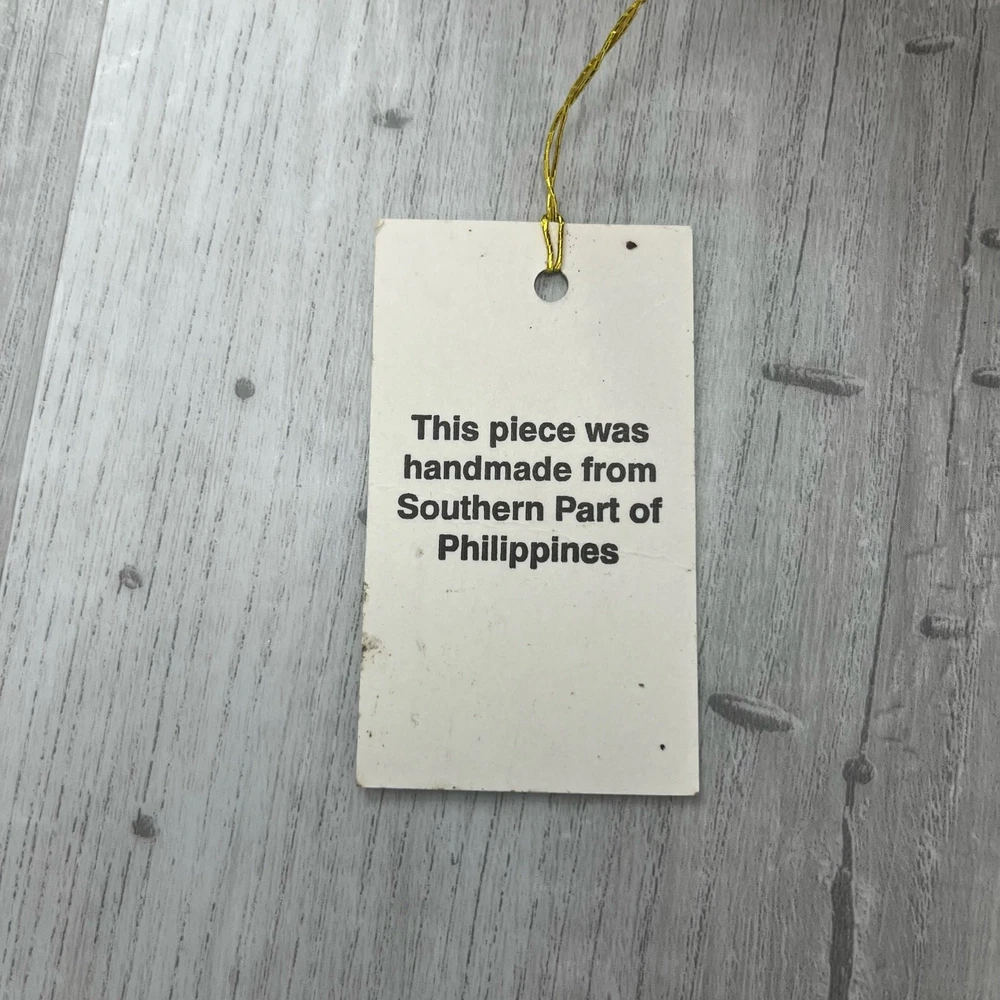 This piece was
handmade from
Southern Part of
Philippines